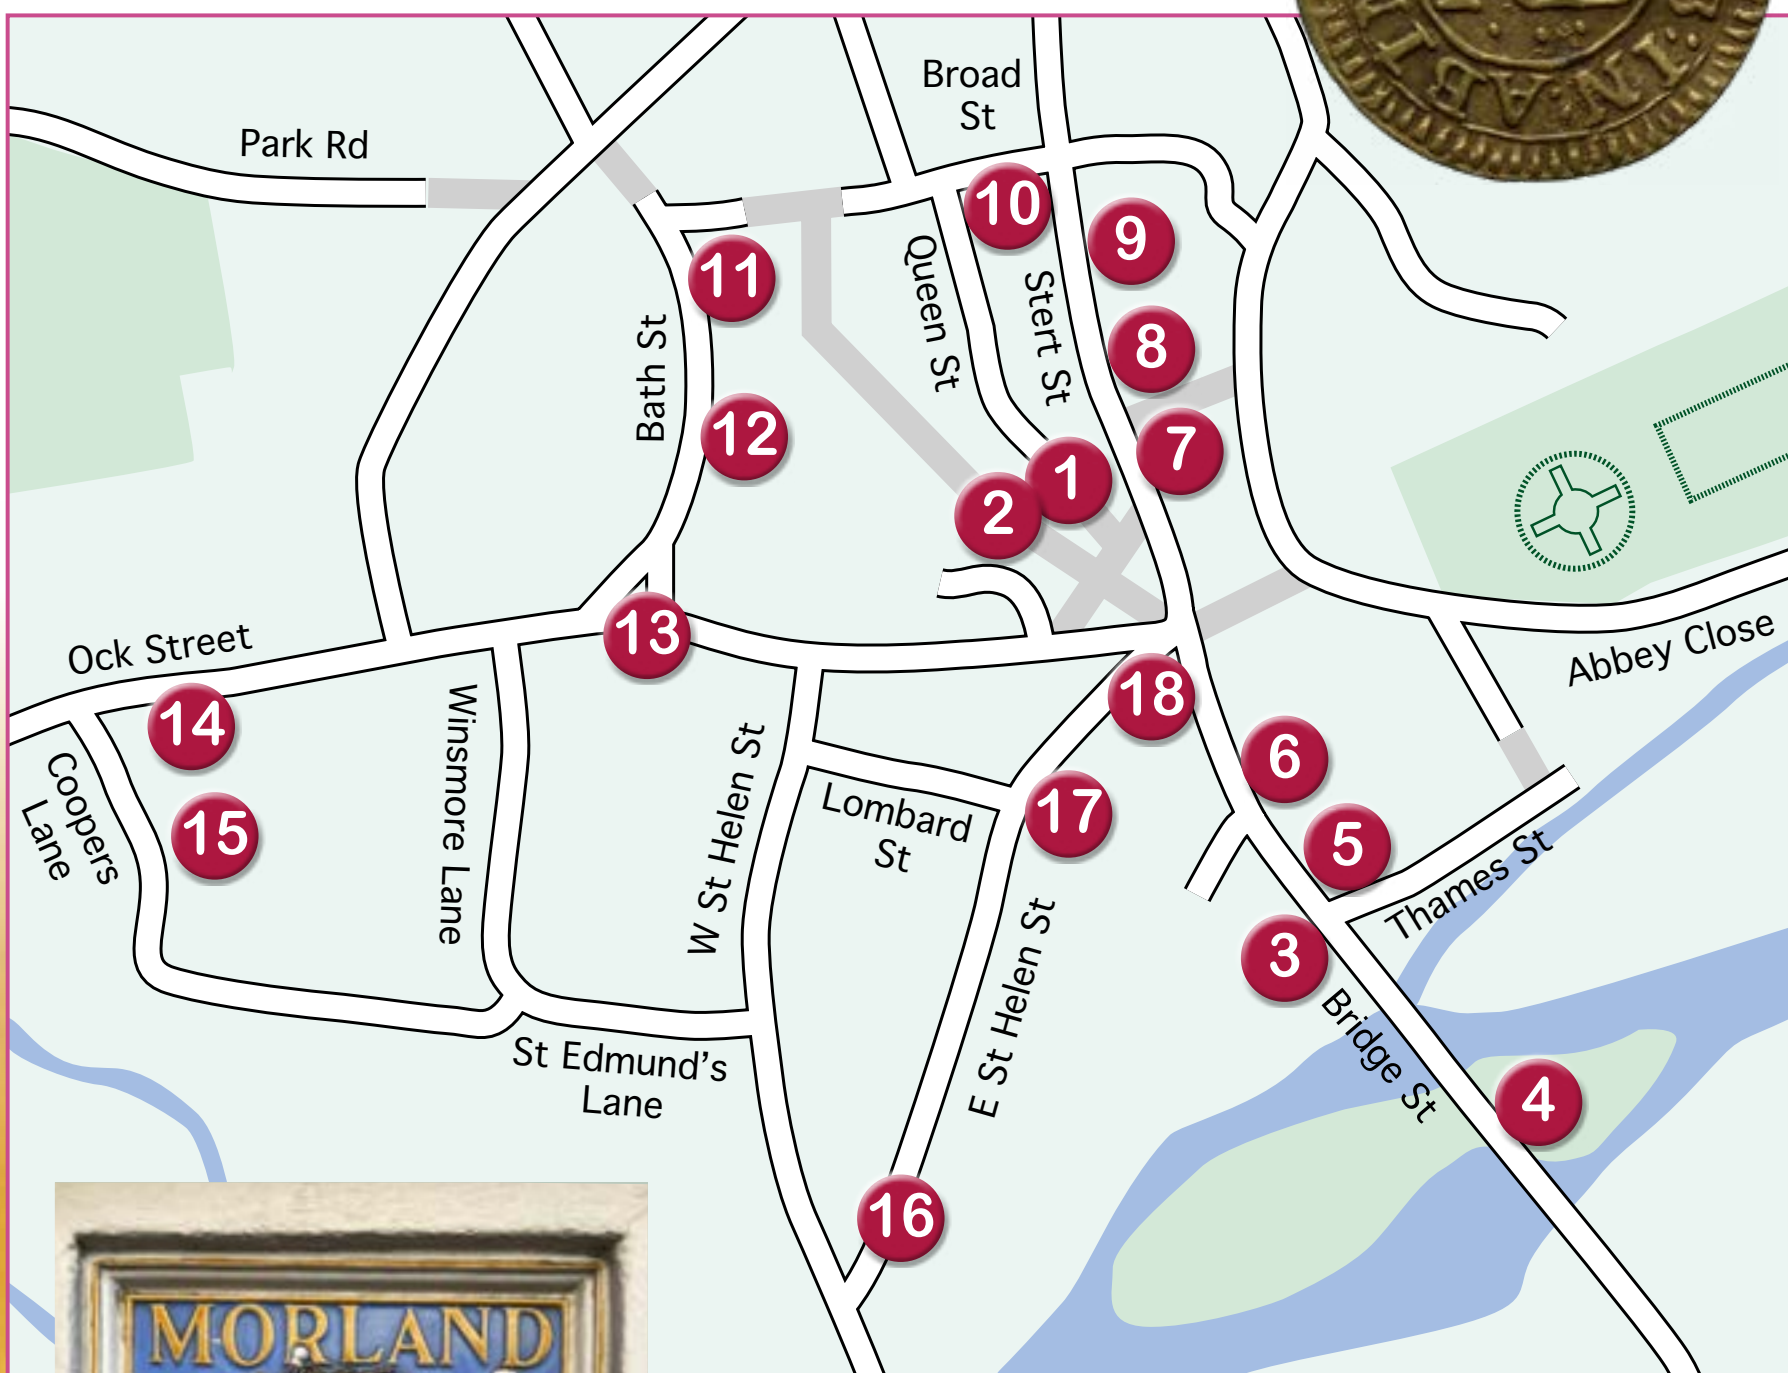 Broad
St
Park Rd
10
9
11
Queen St
Stert St
8
Bath St
12
7
1
2
Ock Street
13
Abbey Close
14
18
Winsmore Lane
W St Helen St
6
Coopers
Lane
15
Lombard
St
17
5
Thames St
3
E St Helen St
Bridge St
St Edmund's
Lane
4
16
MORLAND